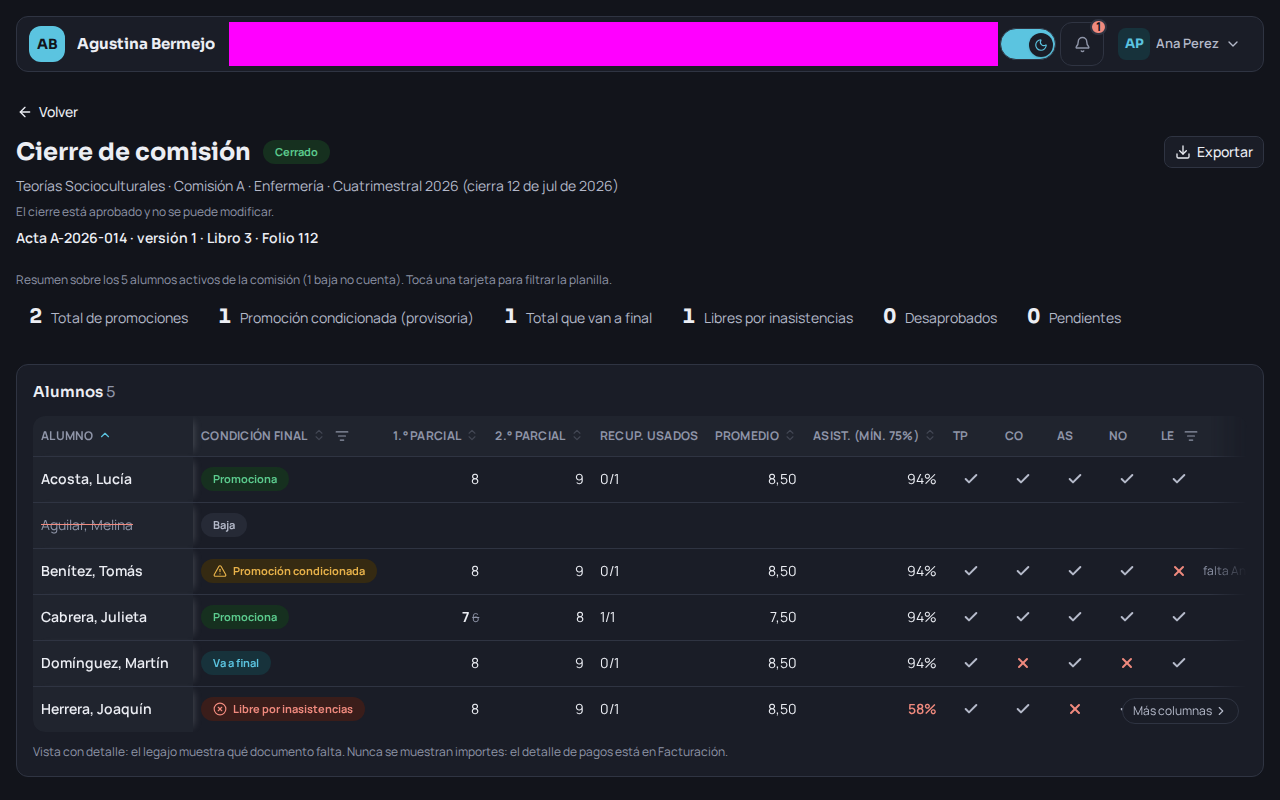 AB Agustina Bermejo 1 AP Ana Perez
Volver
Cierre de comisión Cerrado Exportar
Teorías Socioculturales · Comisión A · Enfermería · Cuatrimestral 2026 (cierra 12 de jul de 2026)
El cierre está aprobado y no se puede modificar.
Acta A-2026-014 · versión 1 · Libro 3 · Folio 112
Resumen sobre los 5 alumnos activos de la comisión (1 baja no cuenta). Tocá una tarjeta para filtrar la planilla.
2 Total de promociones 1 Promoción condicionada (provisoria) 1 Total que van a final 1 Libres por inasistencias 0 Desaprobados 0 Pendientes
Alumnos 5
ALUMNO CONDICIÓN FINAL 1.º PARCIAL 2.º PARCIAL RECUP. USADOS PROMEDIO ASIST. (MÍN. 75%) TP CO AS NO LE
Acosta, Lucía Promociona 8 9 0/1 8,50 94%
Aguilar, Melina Baja
Benítez, Tomás Promoción condicionada 8 9 0/1 8,50 94% falta
Cabrera, Julieta Promociona 7 6 8 1/1 7,50 94%
Domínguez, Martín Va a final 8 9 0/1 8,50 94%
Herrera, Joaquín Libre por inasistencias 8 9 0/1 8,50 58% Más columnas
Vista con detalle: el legajo muestra qué documento falta. Nunca se muestran importes: el detalle de pagos está en Facturación.